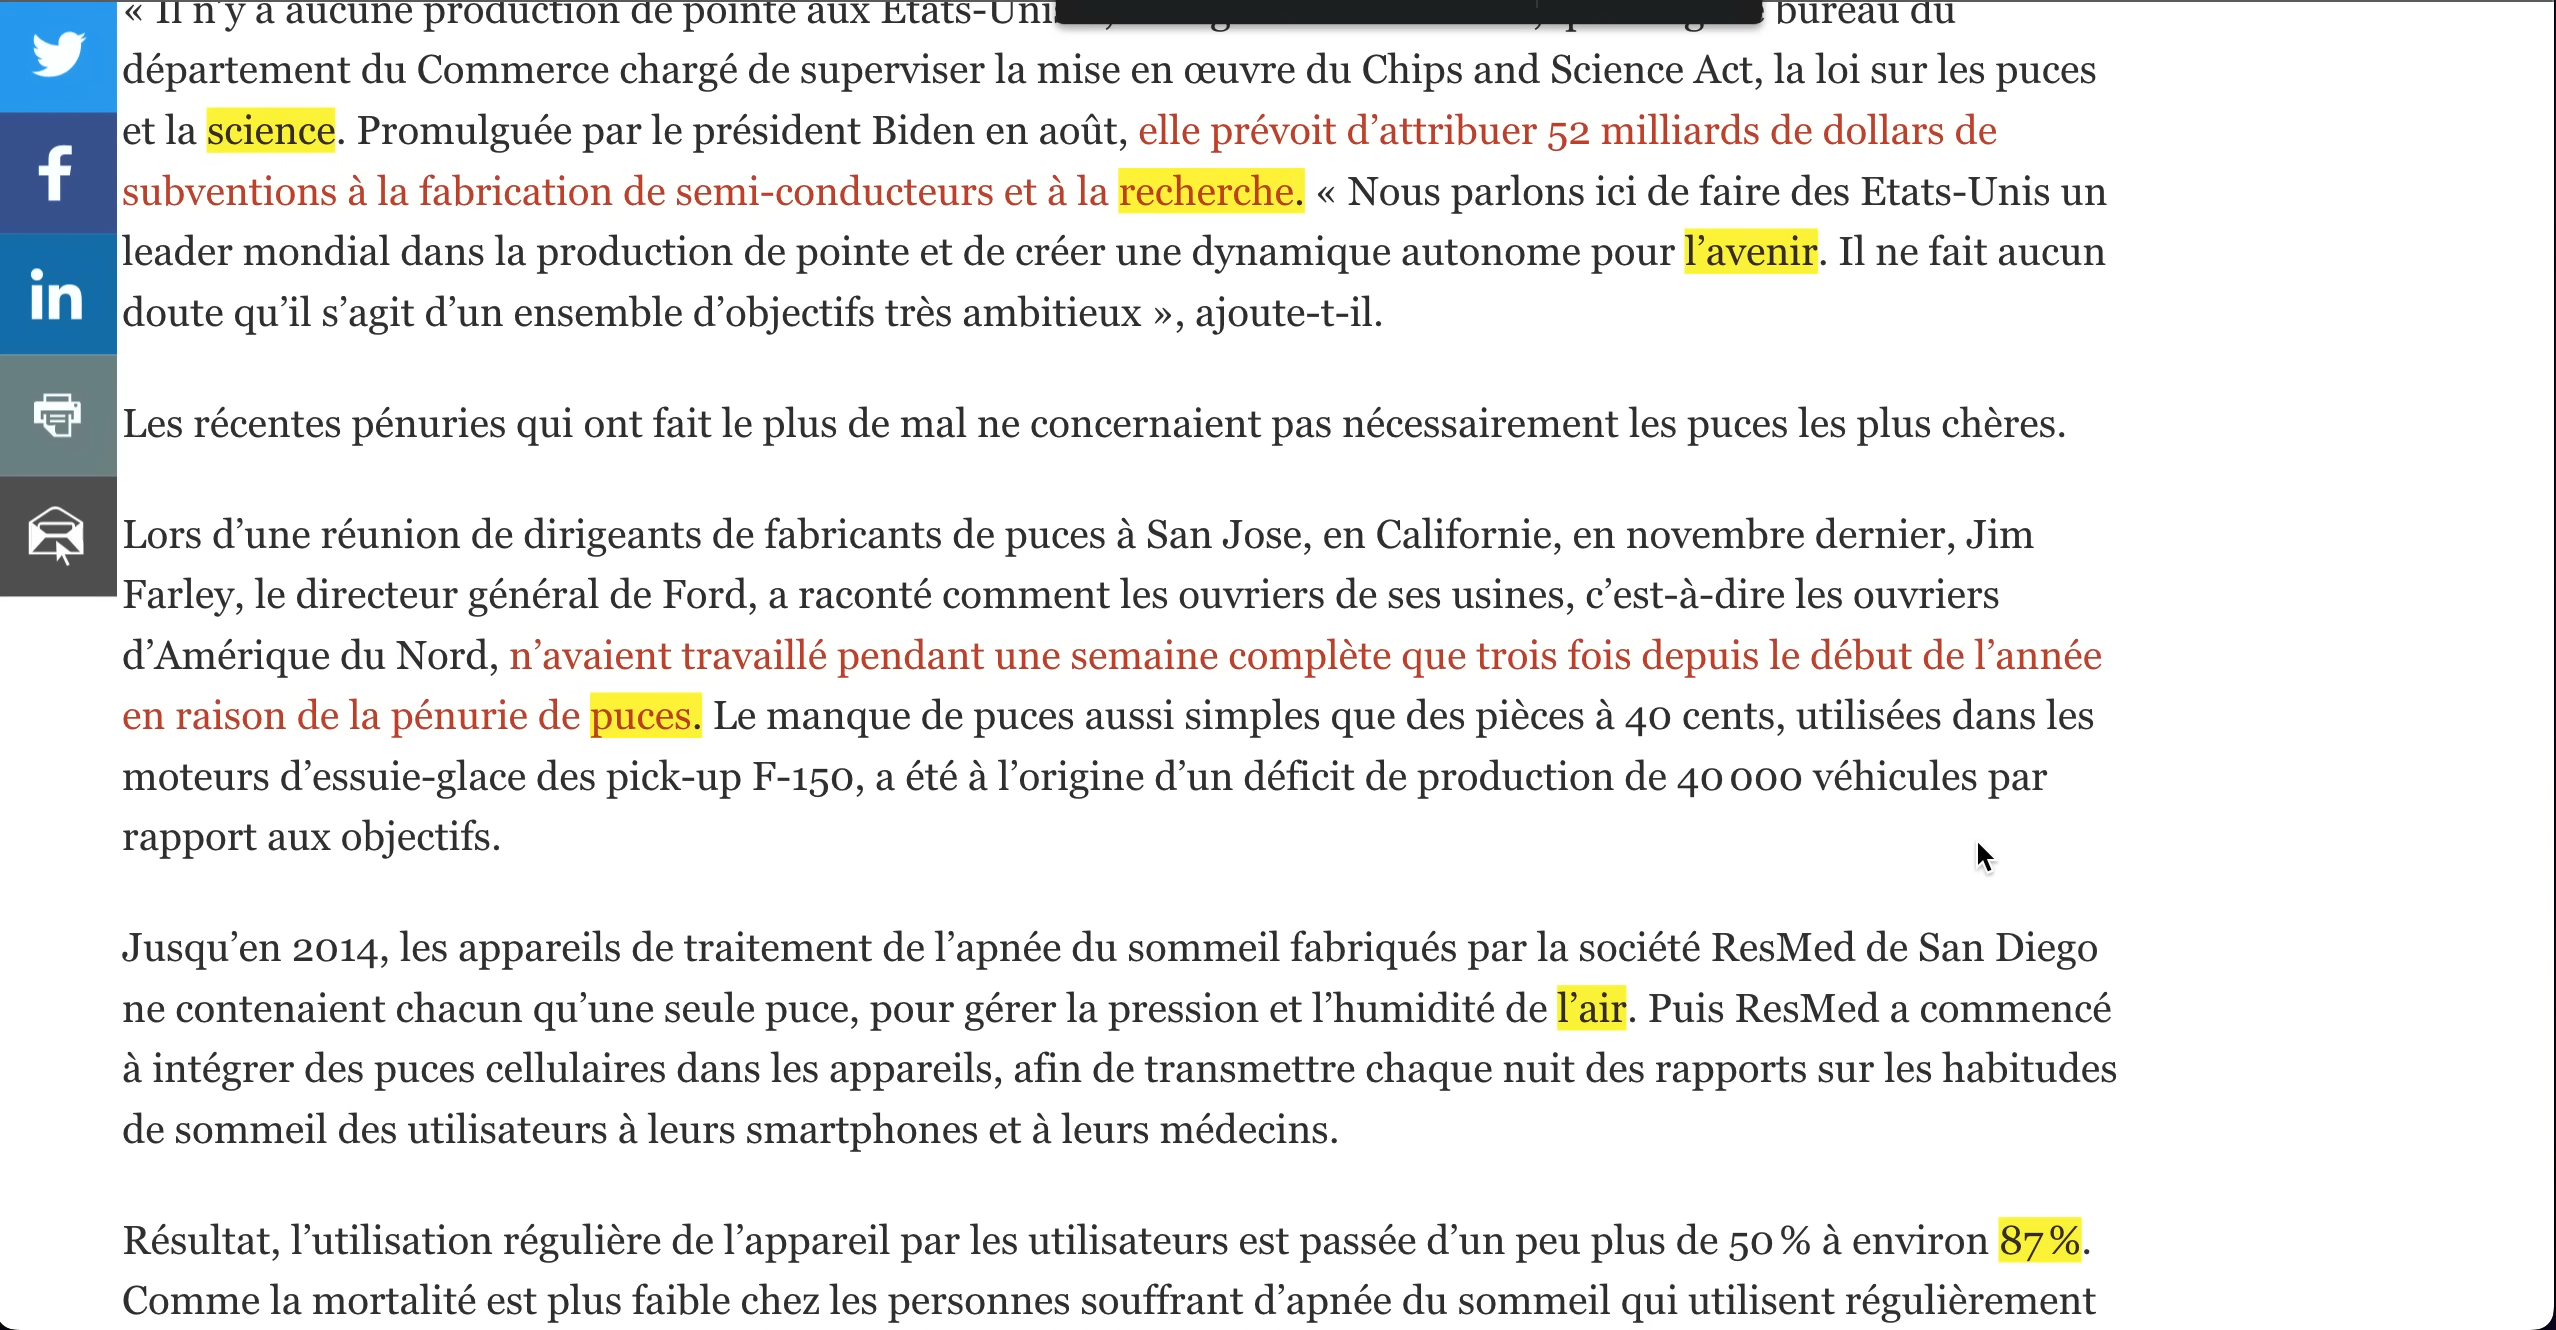 « Il n'y a aucune production de pointe aux Etats-Unis bureau du
département du Commerce chargé de superviser la mise en œuvre du Chips and Science Act, la loi sur les puces
et la science. Promulguée par le président Biden en août, elle prévoit d’attribuer 52 milliards de dollars de
subventions à la fabrication de semi-conducteurs et à la recherche. « Nous parlons ici de faire des Etats-Unis un
leader mondial dans la production de pointe et de créer une dynamique autonome pour l’avenir. Il ne fait aucun
doute qu’il s’agit d’un ensemble d’objectifs très ambitieux », ajoute-t-il.
Les récentes pénuries qui ont fait le plus de mal ne concernaient pas nécessairement les puces les plus chères.
Lors d’une réunion de dirigeants de fabricants de puces à San Jose, en Californie, en novembre dernier, Jim
Farley, le directeur général de Ford, a raconté comment les ouvriers de ses usines, c’est-à-dire les ouvriers
d’Amérique du Nord, n’avaient travaillé pendant une semaine complète que trois fois depuis le début de l’année
en raison de la pénurie de puces. Le manque de puces aussi simples que des pièces à 40 cents, utilisées dans les
moteurs d’essuie-glace des pick-up F-150, a été à l’origine d’un déficit de production de 40 000 véhicules par
rapport aux objectifs.
Jusqu’en 2014, les appareils de traitement de l’apnée du sommeil fabriqués par la société ResMed de San Diego
ne contenaient chacun qu’une seule puce, pour gérer la pression et l’humidité de l’air. Puis ResMed a commencé
à intégrer des puces cellulaires dans les appareils, afin de transmettre chaque nuit des rapports sur les habitudes
de sommeil des utilisateurs à leurs smartphones et à leurs médecins.
Résultat, l’utilisation régulière de l’appareil par les utilisateurs est passée d’un peu plus de 50 % à environ 87 %.
Comme la mortalité est plus faible chez les personnes souffrant d’apnée du sommeil qui utilisent régulièrement